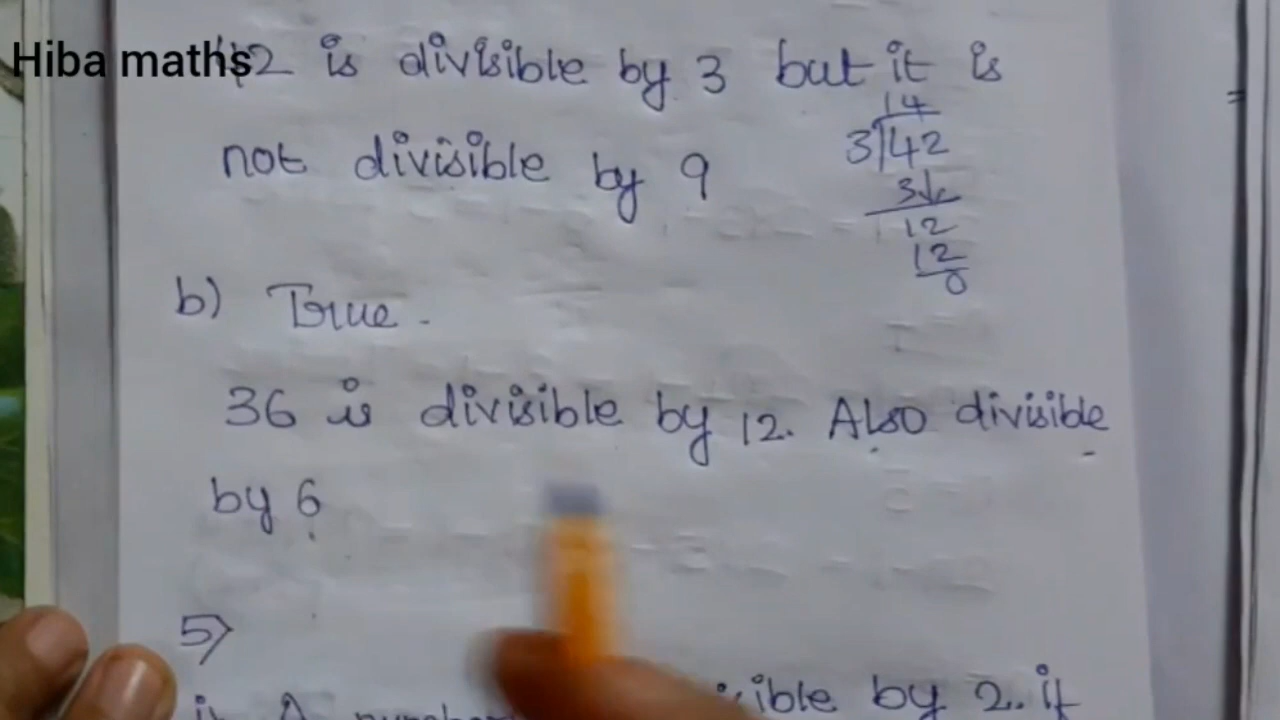 Hiba maths
42 is divisible by 3 but it is
not divisible by 9
14
3)42
3↓
12
12
0
b) True.
36 is divisible by 12. Also divisible
by 6
5)
by 2. if